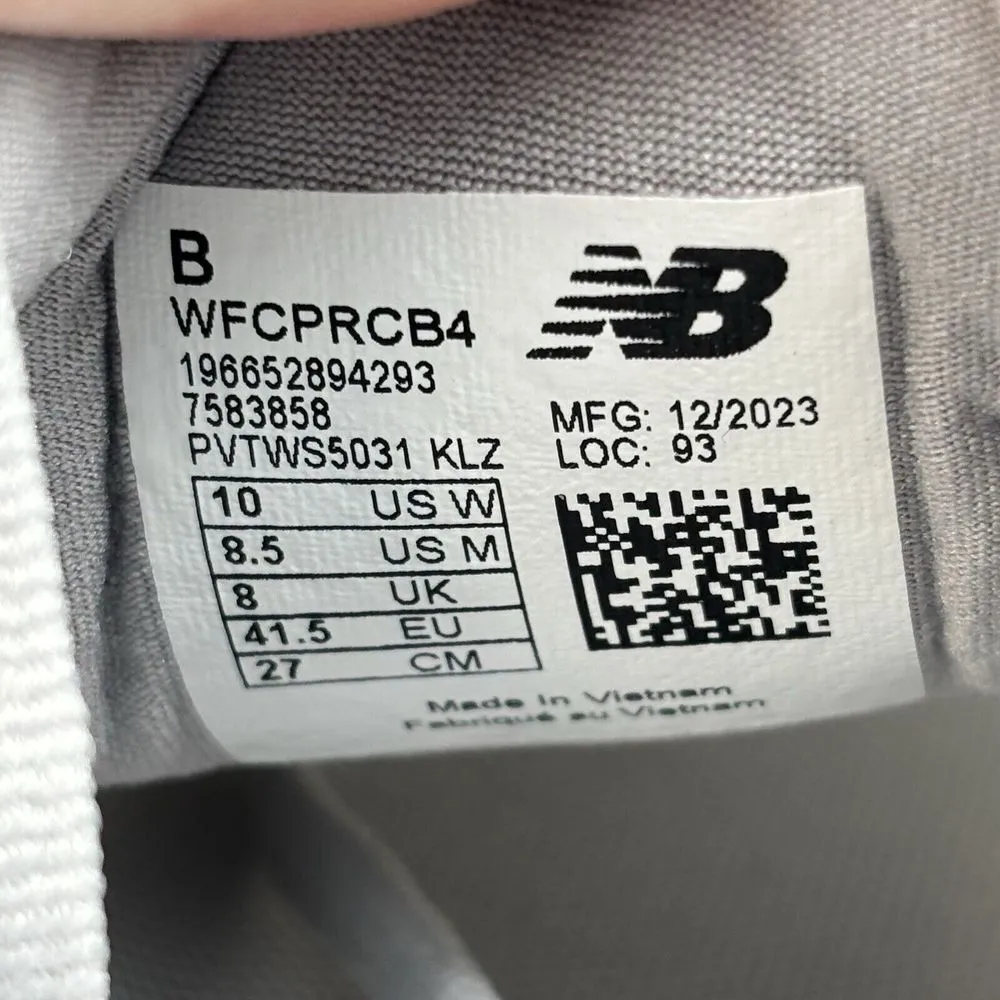 B
WFCPRCB4
196652894293
7583858
PVTWS5031 KLZ
NB
MFG: 12/2023
LOC: 93
10 US W
8.5 US M
8 UK
41.5 EU
27 CM
Made in Vietnam
Fabriqué au Vietnam